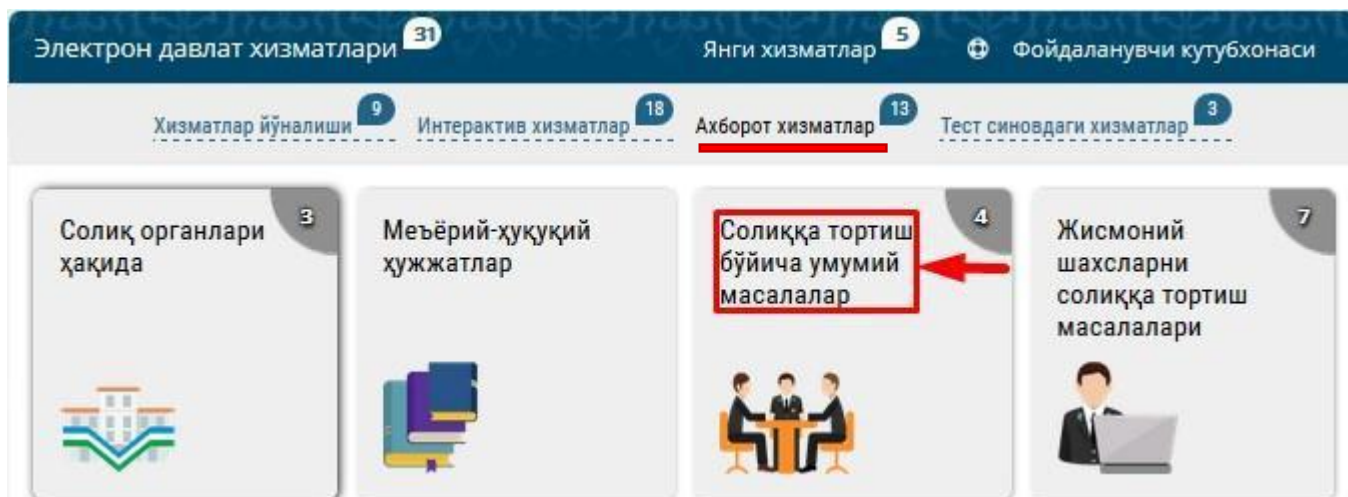 Электрон давлат хизматлари 31 Янги хизматлар 5 Фойдаланувчи кутубхонаси
Хизматлар йўналиши 9 Интерактив хизматлар 18 Ахборот хизматлар 13 Тест синовдаги хизматлар 3
Солиқ органлари
ҳақида
3
Меъёрий-ҳуқуқий
ҳужжатлар
Солиққа тортиш
бўйича умумий
масалалар
4
Жисмоний
шахсларни
солиққа тортиш
масалалари
7